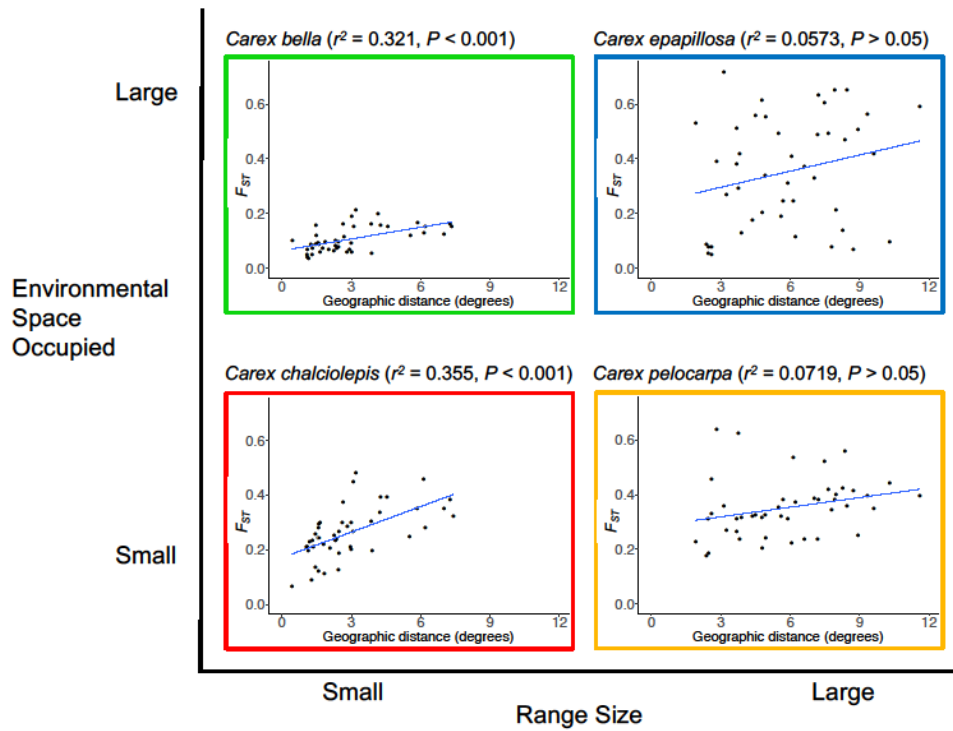 Carex bella (r² = 0.321, P < 0.001)
Carex epapillosa (r² = 0.0573, P > 0.05)
Large
0.6
0.4
0.2
0.0
F_ST
0 3 6 9 12
Geographic distance (degrees)
0.6
0.4
0.2
0.0
F_ST
0 3 6 9 12
Geographic distance (degrees)
Environmental
Space
Occupied
Carex chalciolepis (r² = 0.355, P < 0.001)
Carex pelocarpa (r² = 0.0719, P > 0.05)
Small
0.6
0.4
0.2
0.0
F_ST
0 3 6 9 12
Geographic distance (degrees)
0.6
0.4
0.2
0.0
F_ST
0 3 6 9 12
Geographic distance (degrees)
Small
Large
Range Size